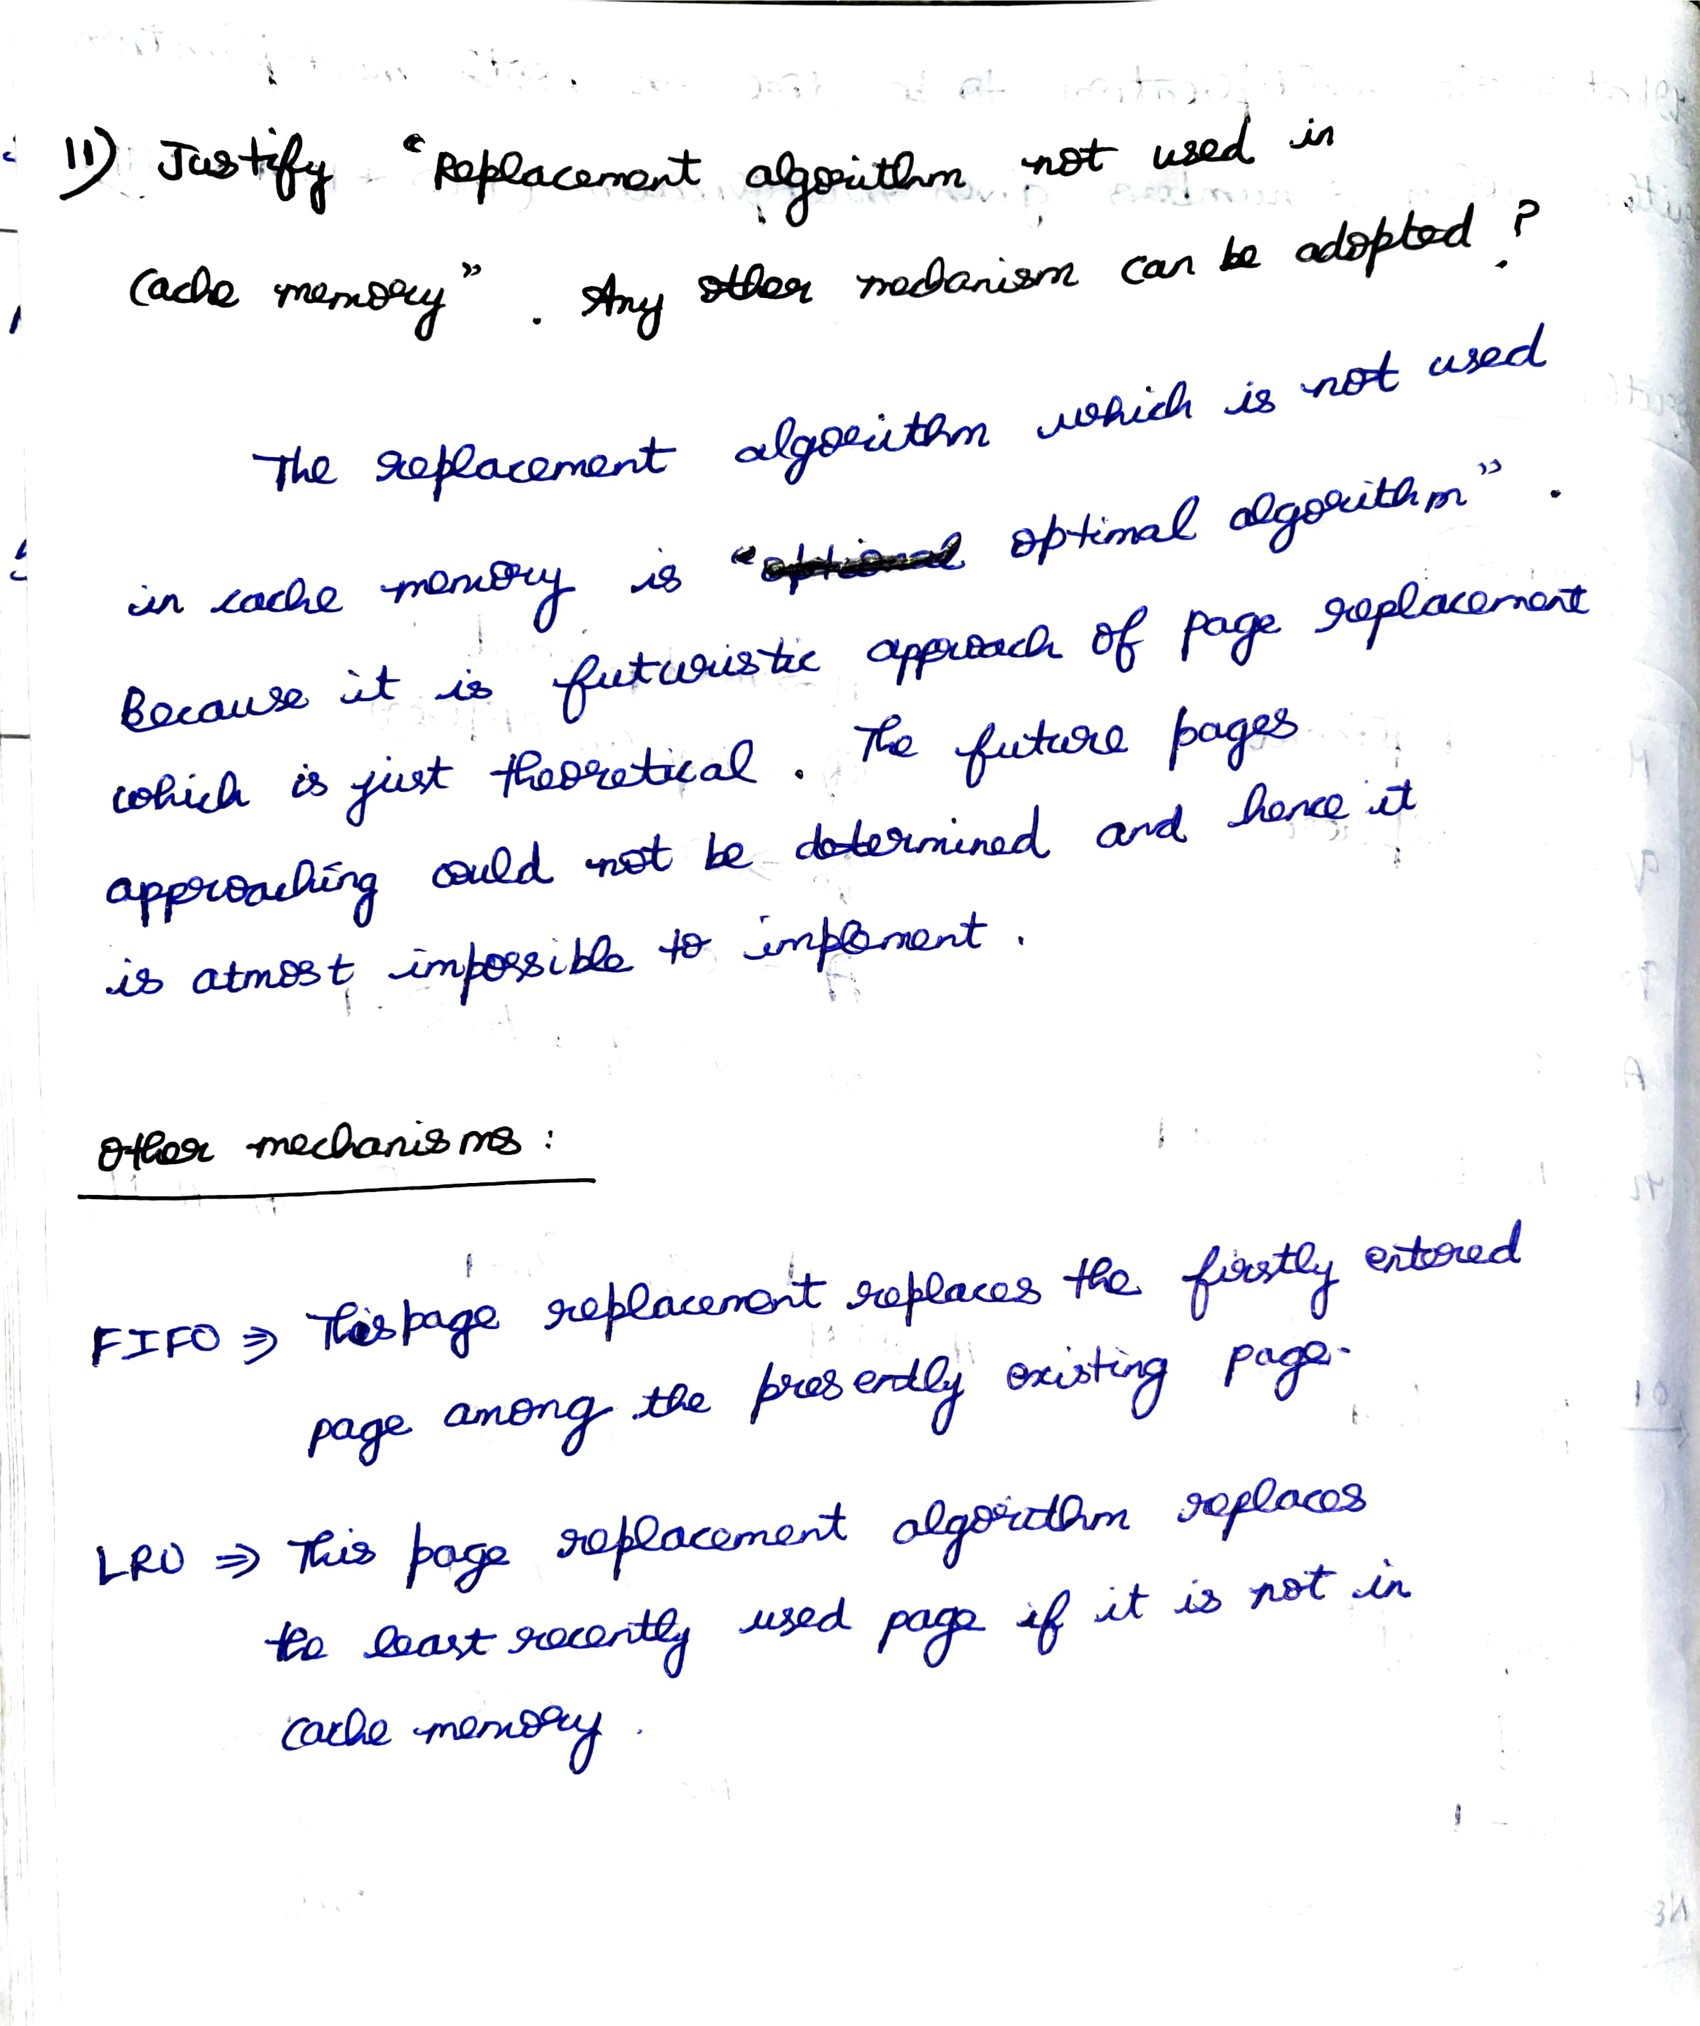 11) Justify "Replacement algorithm not used in
Cache memory". Any other mechanism can be adopted?
The replacement algorithm which is not used
in cache memory is " optimal algorithm".
Because it is futuristic approach of page replacement
which is just theoretical. The future pages
approaching could not be determined and hence it
is atmost impossible to implement.
Other mechanisms:
FIFO ⇒ This page replacement replaces the firstly entered
page among the presently existing page.
LRU ⇒ This page replacement algorithm replaces
the least recently used page if it is not in
cache memory.